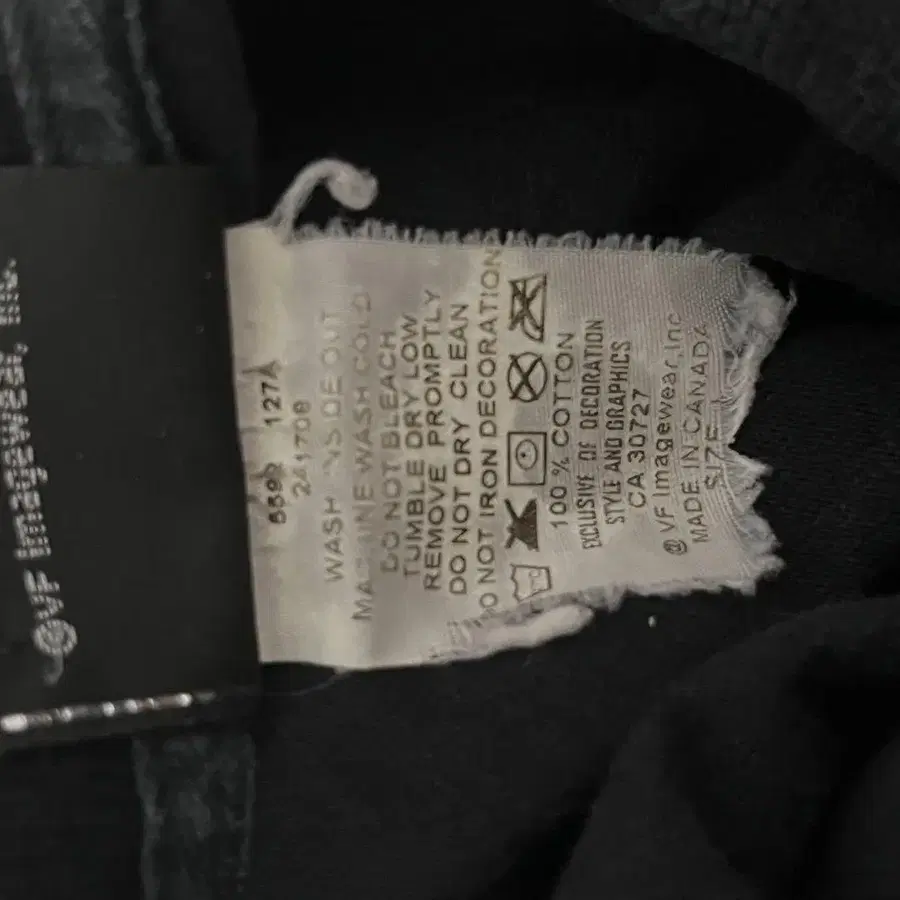 ©VF Imagewear, Inc.
127A
241708
WASH INSIDE OUT
MACHINE WASH COLD
DO NOT BLEACH
TUMBLE DRY LOW
REMOVE PROMPTLY
DO NOT DRY CLEAN
DO NOT IRON DECORATION
100 % COTTON
EXCLUSIVE OF DECORATION
STYLE AND GRAPHICS
CA 30727
@ VF Imagewear,Inc
MADE IN CANADA
SIZE